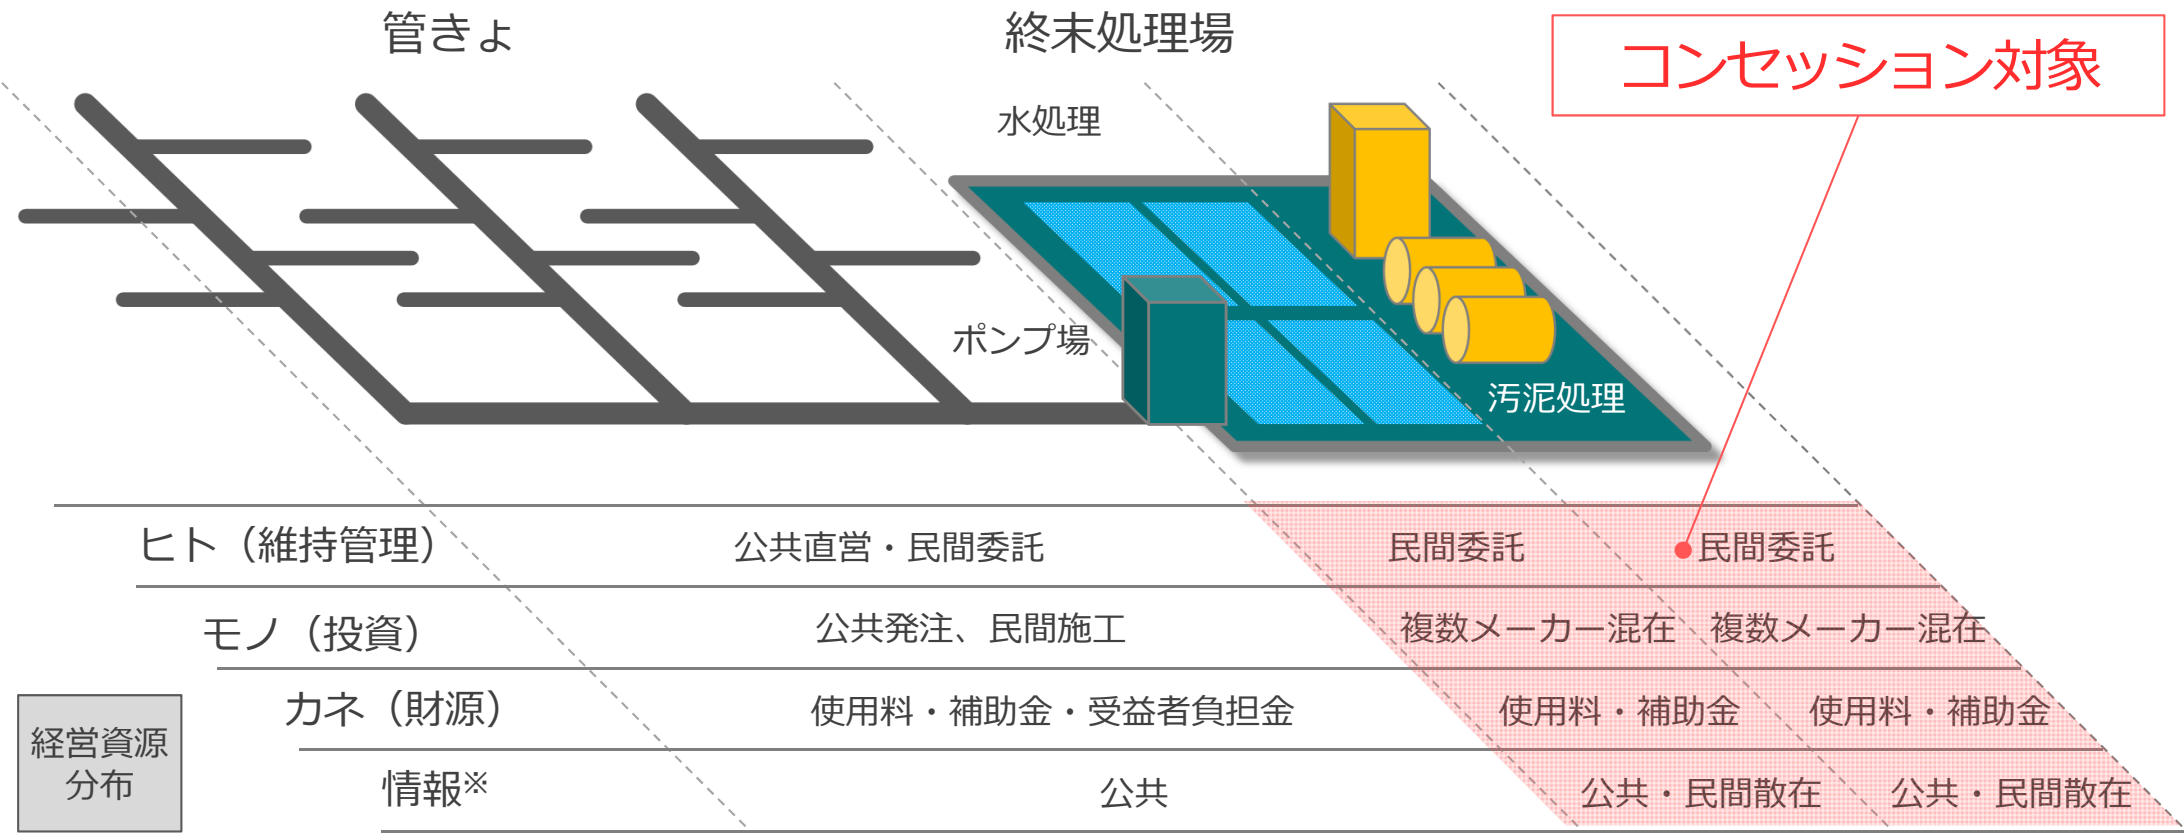 管きょ
終末処理場
コンセッション対象
水処理
ポンプ場
汚泥処理
ヒト（維持管理） 公共直営・民間委託 民間委託 民間委託
モノ（投資） 公共発注、民間施工 複数メーカー混在 複数メーカー混在
カネ（財源） 使用料・補助金・受益者負担金 使用料・補助金 使用料・補助金
経営資源
分布
情報※ 公共 公共・民間散在 公共・民間散在